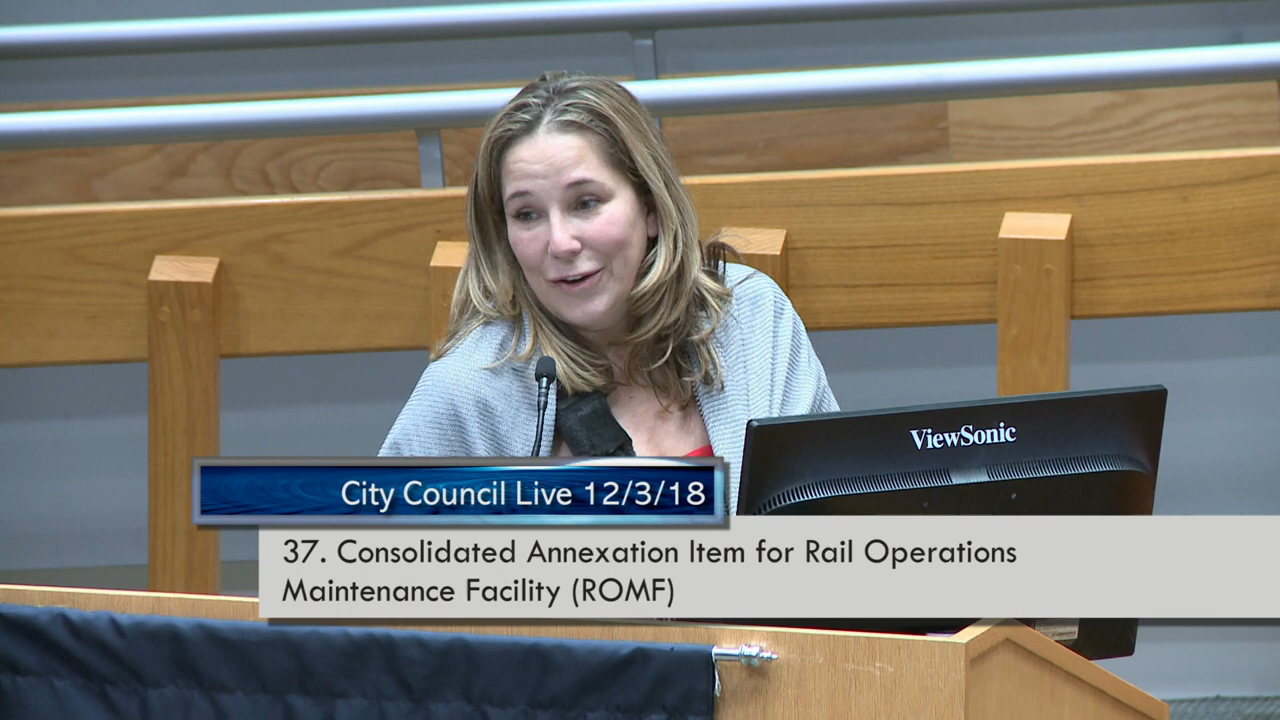 ViewSonic
City Council Live 12/3/18
37. Consolidated Annexation Item for Rail Operations
Maintenance Facility (ROMF)